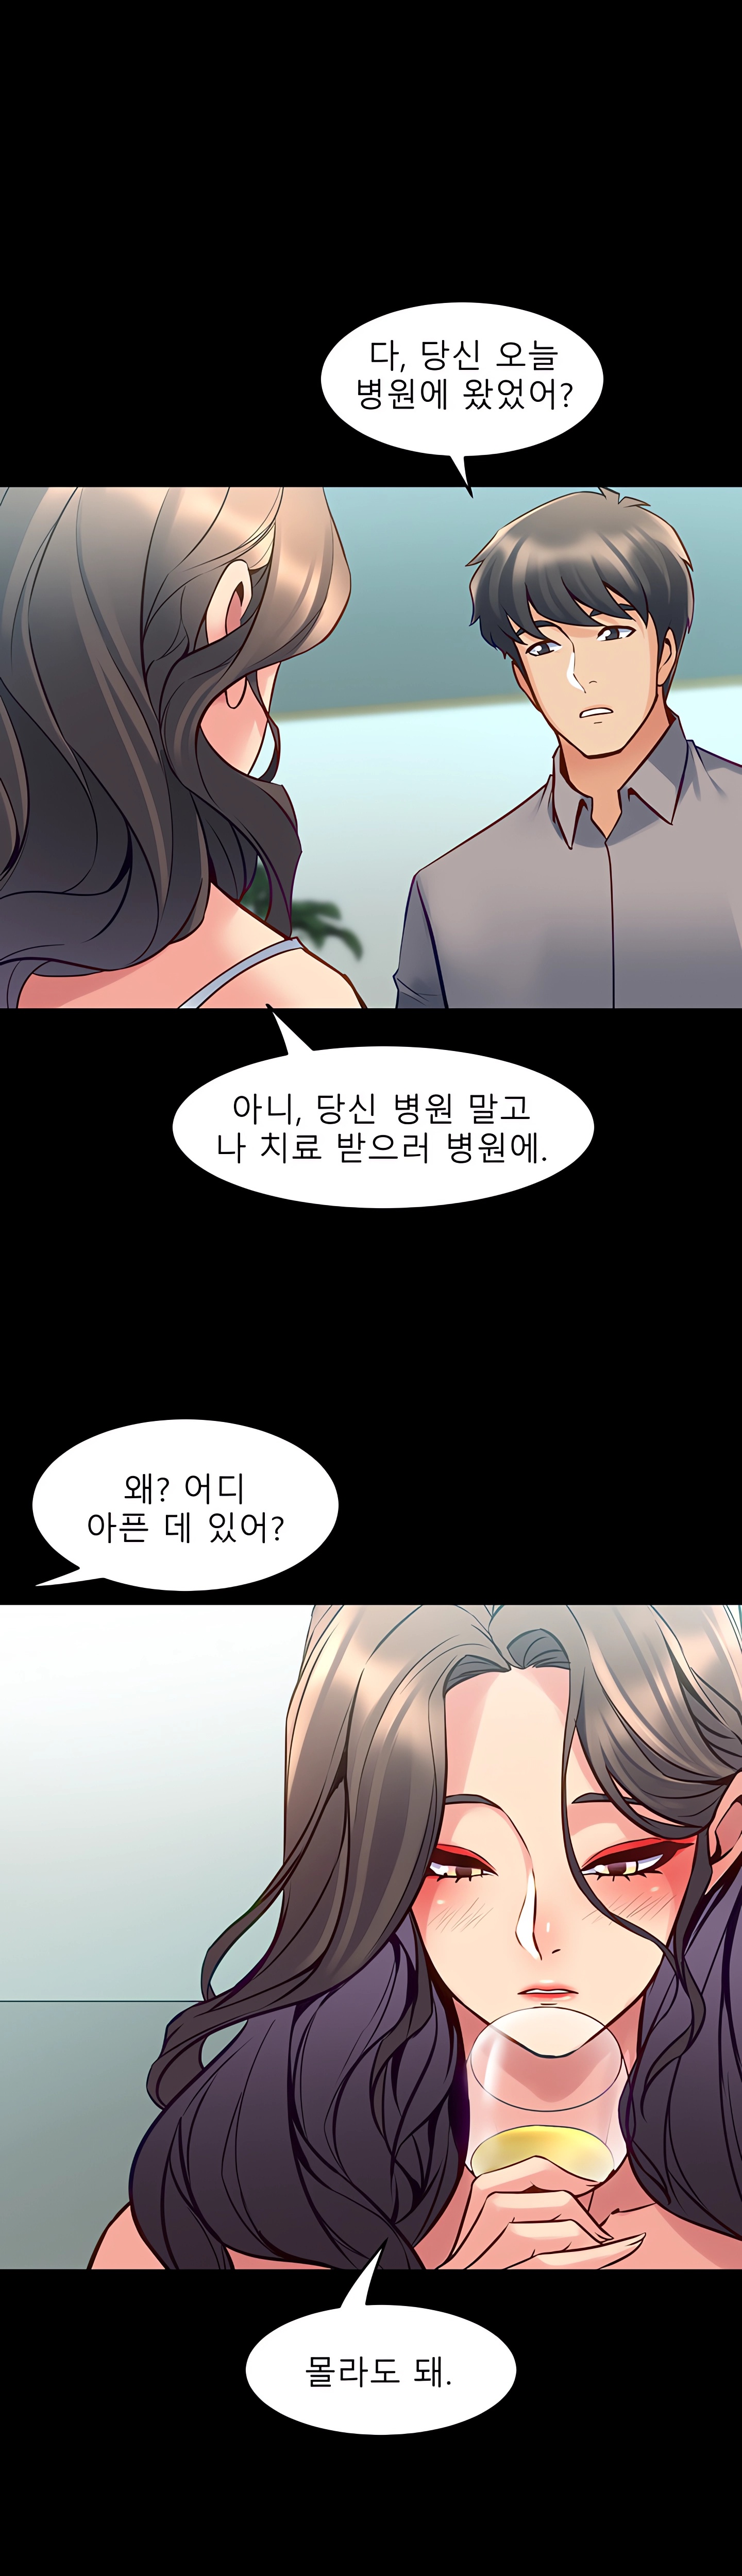 다, 당신 오늘
병원에 왔었어?
아니, 당신 병원 말고
나 치료 받으러 병원에.
왜? 어디
아픈 데 있어?
몰라도 돼.